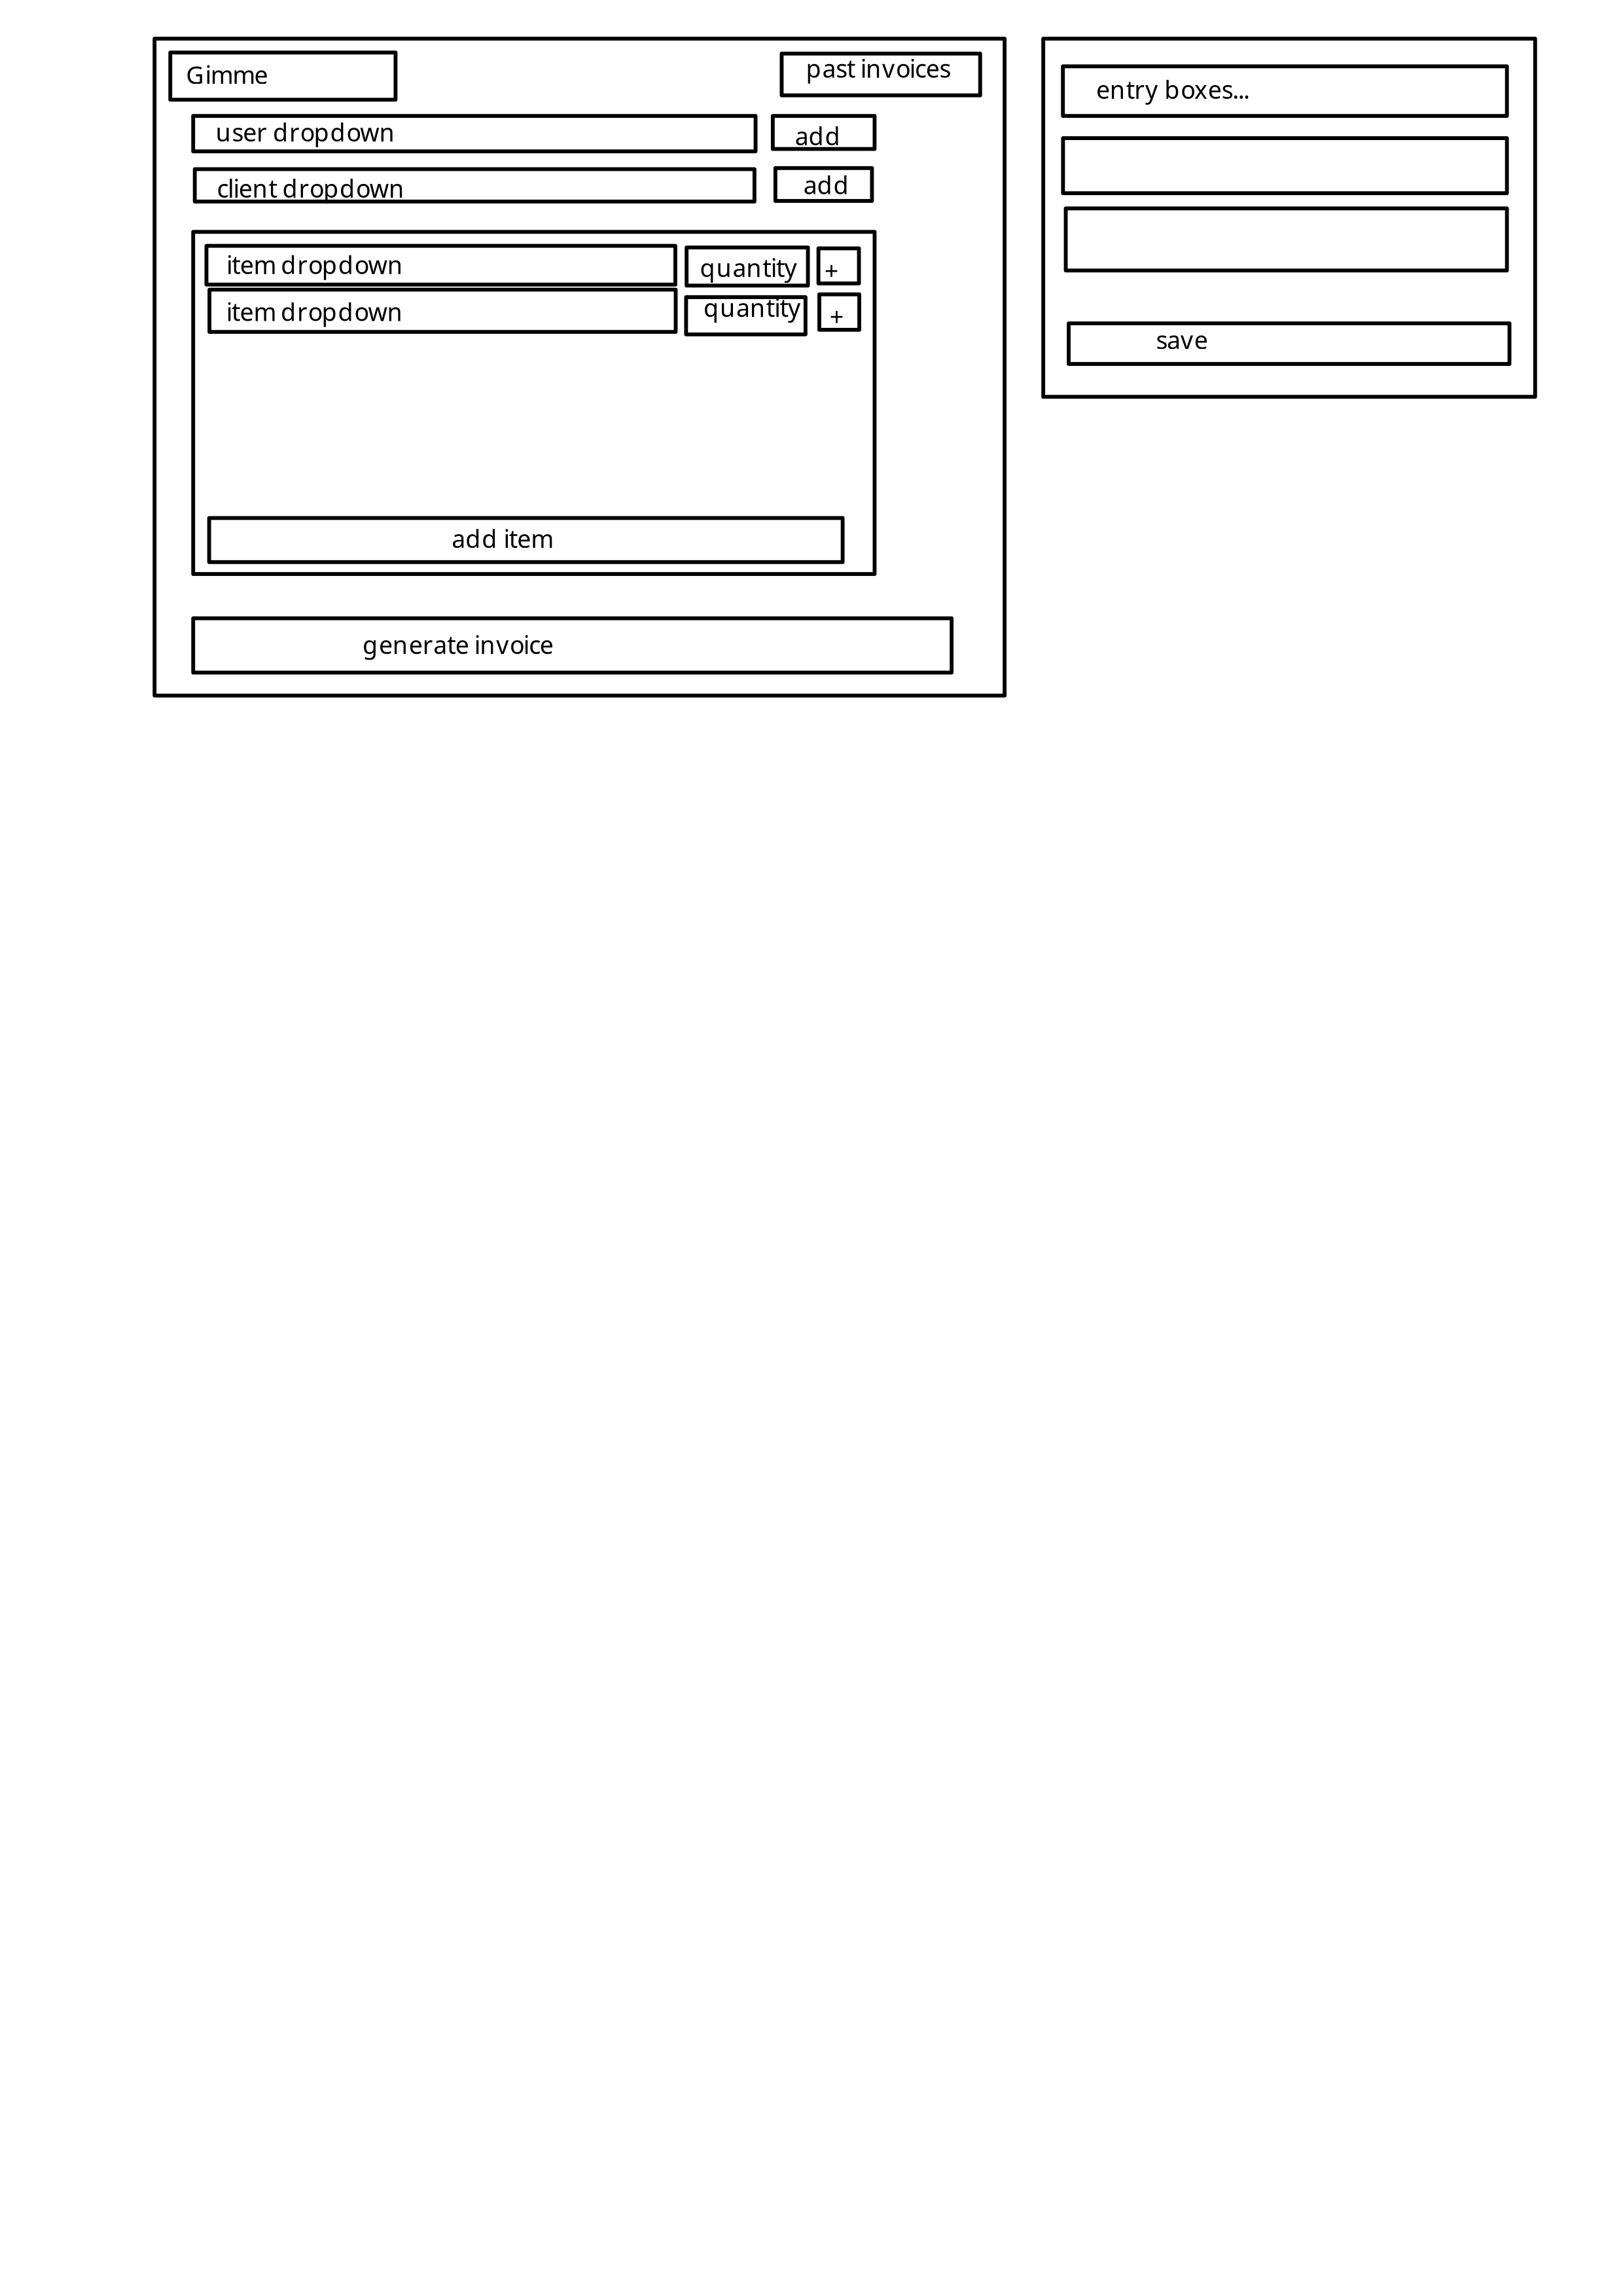 Gimme
past invoices
user dropdown
add
client dropdown
add
item dropdown
quantity
+
item dropdown
quantity
+
add item
generate invoice
entry boxes...
save